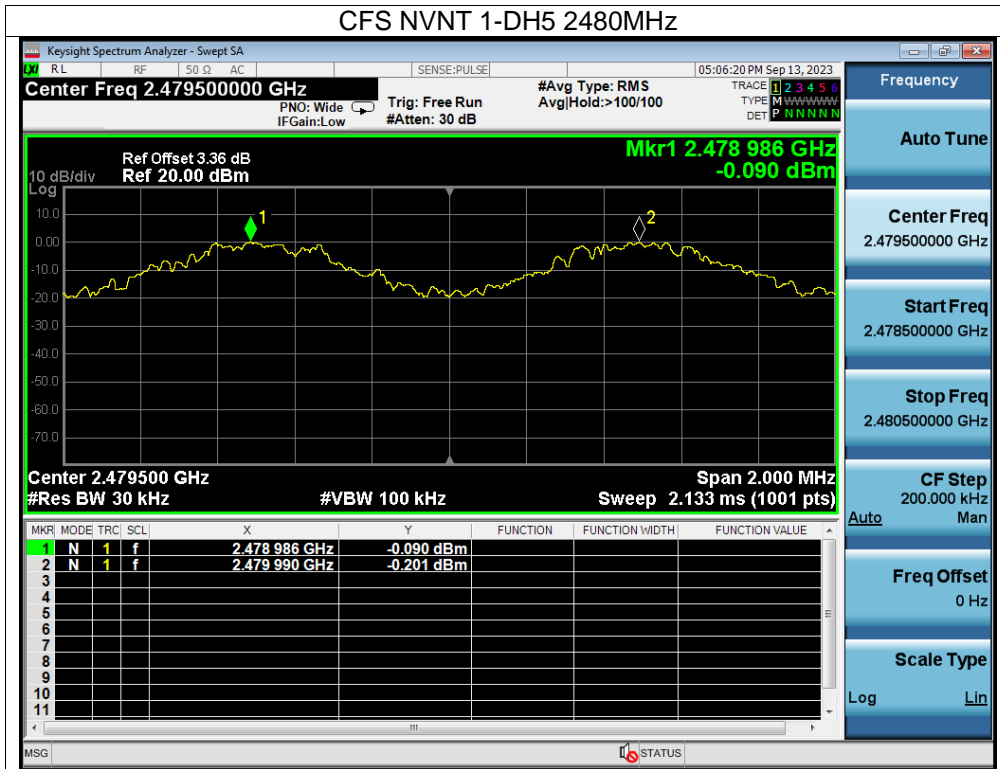 CFS NVNT 1-DH5 2480MHz
Keysight Spectrum Analyzer - Swept SA
LXI RL RF 50 Ω AC SENSE:PULSE 05:06:20 PM Sep 13, 2023
Center Freq 2.479500000 GHz
PNO: Wide
IFGain:Low
Trig: Free Run
#Atten: 30 dB
#Avg Type: RMS
Avg|Hold:>100/100
TRACE 1 2 3 4 5 6
TYPE M WWWWW
DET P N N N N N
Mkr1 2.478 986 GHz
-0.090 dBm
Ref Offset 3.36 dB
10 dB/div Ref 20.00 dBm
Log
10.0
0.00
-10.0
-20.0
-30.0
-40.0
-50.0
-60.0
-70.0
1
2
Center 2.479500 GHz Span 2.000 MHz
#Res BW 30 kHz #VBW 100 kHz Sweep 2.133 ms (1001 pts)
MKR MODE TRC SCL X Y FUNCTION FUNCTION WIDTH FUNCTION VALUE
1 N 1 f 2.478 986 GHz -0.090 dBm
2 N 1 f 2.479 990 GHz -0.201 dBm
3
4
5
6
7
8
9
10
11
MSG STATUS
Frequency
Auto Tune
Center Freq
2.479500000 GHz
Start Freq
2.478500000 GHz
Stop Freq
2.480500000 GHz
CF Step
200.000 kHz
Auto Man
Freq Offset
0 Hz
Scale Type
Log Lin